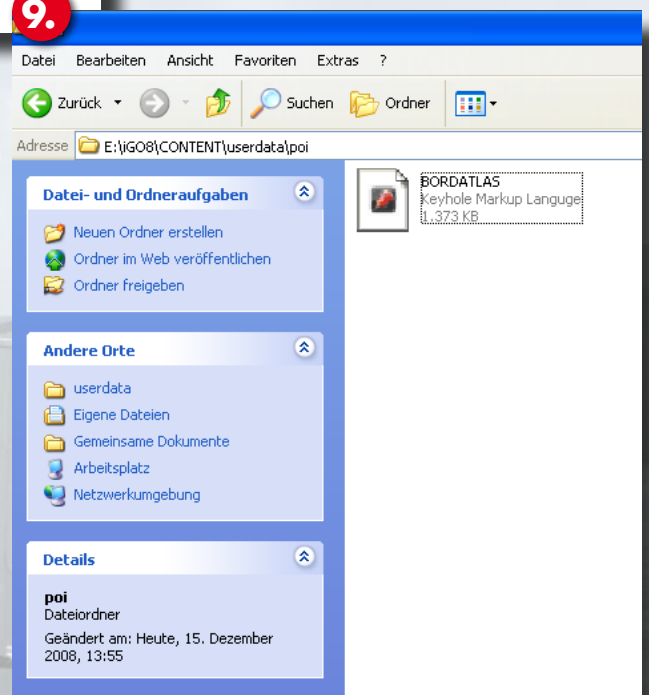 9.
Datei Bearbeiten Ansicht Favoriten Extras ?
Zurück Suchen Ordner
Adresse E:\iGO8\CONTENT\userdata\poi
Datei- und Ordneraufgaben
Neuen Ordner erstellen
Ordner im Web veröffentlichen
Ordner freigeben
Andere Orte
userdata
Eigene Dateien
Gemeinsame Dokumente
Arbeitsplatz
Netzwerkumgebung
Details
poi
Dateiordner
Geändert am: Heute, 15. Dezember
2008, 13:55
BORDATLAS
Keyhole Markup Languge
1.373 KB